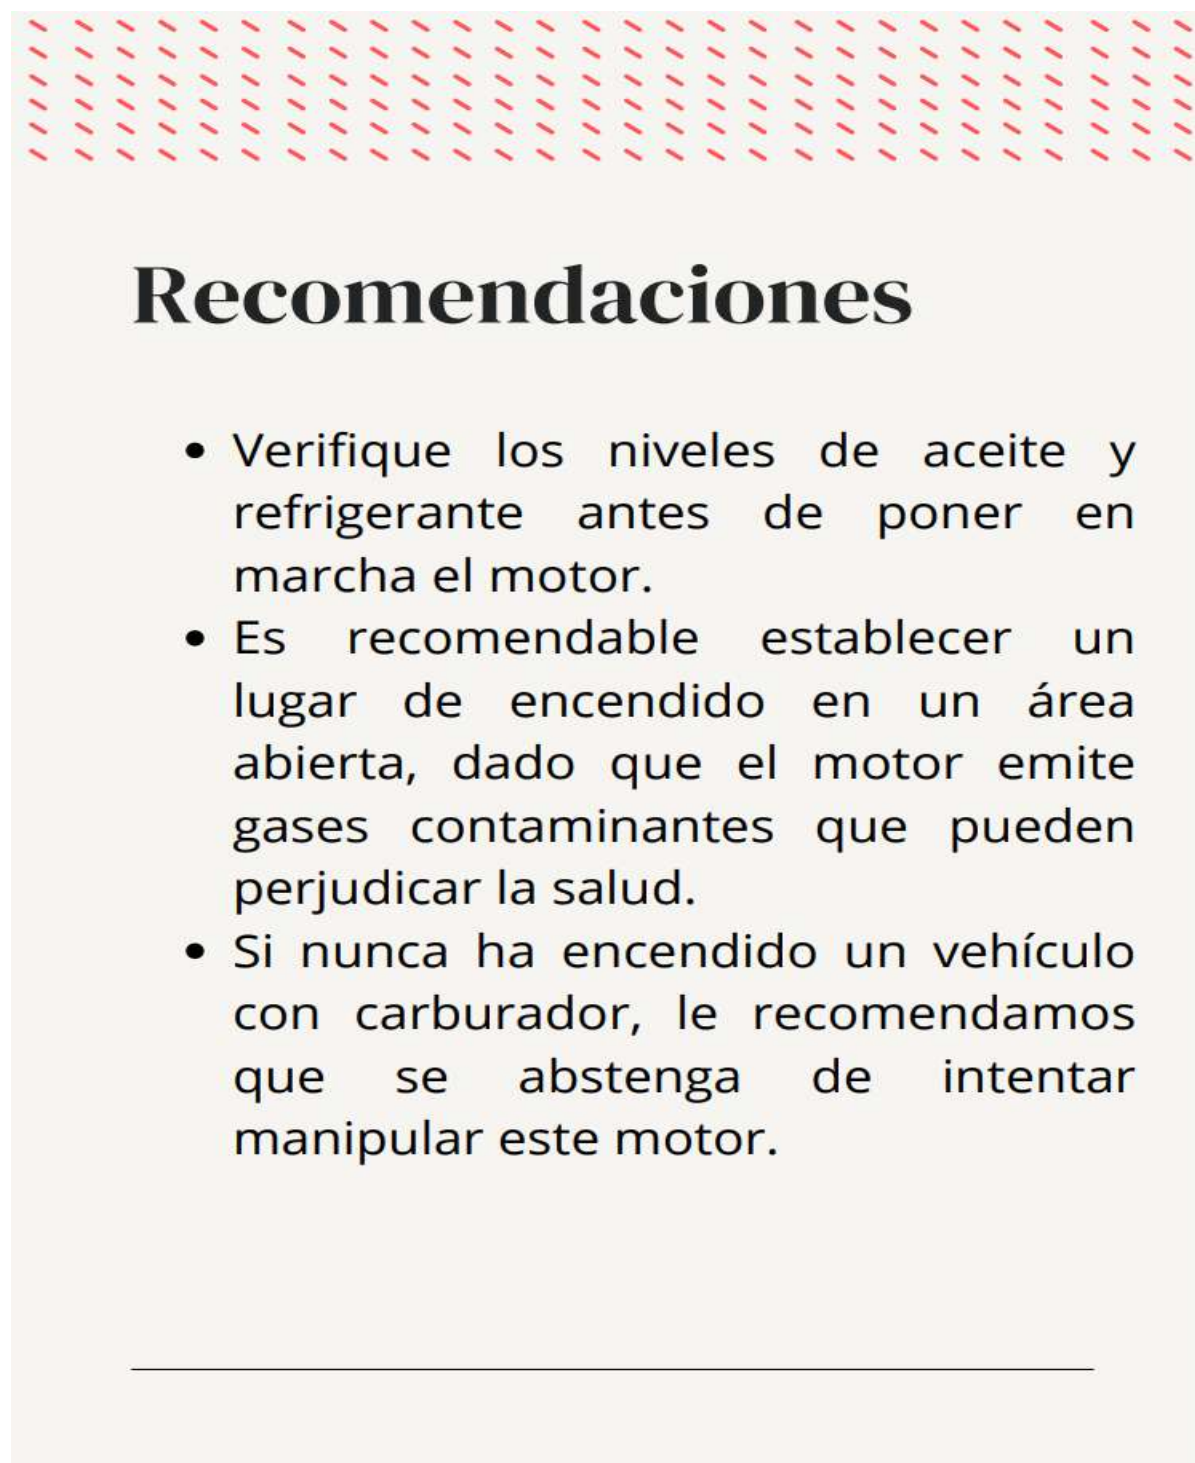 Recomendaciones
• Verifique los niveles de aceite y
refrigerante antes de poner en
marcha el motor.
• Es recomendable establecer un
lugar de encendido en un área
abierta, dado que el motor emite
gases contaminantes que pueden
perjudicar la salud.
• Si nunca ha encendido un vehículo
con carburador, le recomendamos
que se abstenga de intentar
manipular este motor.